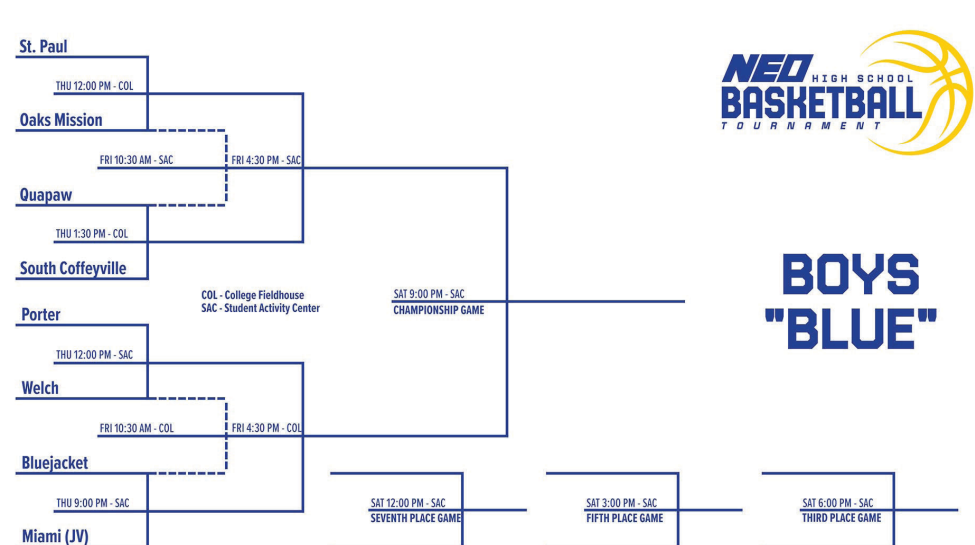 St. Paul
THU 12:00 PM - COL
Oaks Mission
FRI 10:30 AM - SAC
FRI 4:30 PM - SAC
Quapaw
THU 1:30 PM - COL
South Coffeyville
COL - College Fieldhouse
SAC - Student Activity Center
Porter
THU 12:00 PM - SAC
Welch
FRI 10:30 AM - COL
FRI 4:30 PM - COL
Bluejacket
THU 9:00 PM - SAC
Miami (JV)
SAT 9:00 PM - SAC
CHAMPIONSHIP GAME
SAT 12:00 PM - SAC
SEVENTH PLACE GAME
SAT 3:00 PM - SAC
FIFTH PLACE GAME
SAT 6:00 PM - SAC
THIRD PLACE GAME
NEO HIGH SCHOOL
BASKETBALL
TOURNAMENT
BOYS
"BLUE"